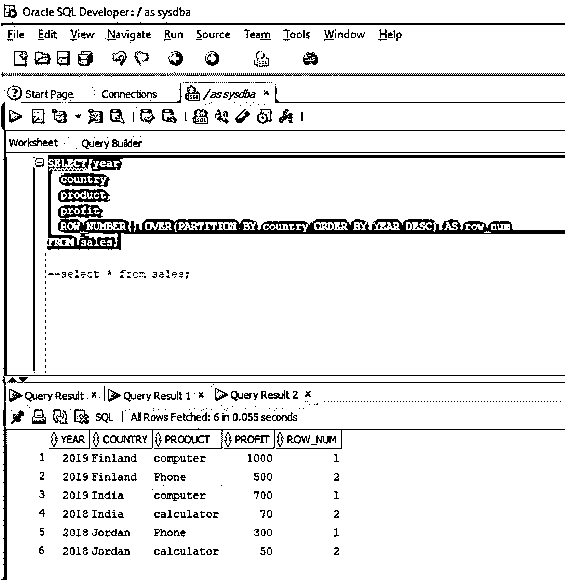 Oracle SQL Developer : / as sysdba
File Edit View Navigate Run Source Team Tools Window Help
Start Page Connections / as sysdba
Worksheet Query Builder
SELECT year
country
product
profit
ROW_NUMBER() OVER(PARTITION BY country ORDER BY YEAR DESC) AS row_num
FROM sales;
--select * from sales;
Query Result Query Result 1 Query Result 2
SQL | All Rows Fetched: 6 in 0.055 seconds
YEAR COUNTRY PRODUCT PROFIT ROW_NUM
1 2019 Finland computer 1000 1
2 2019 Finland Phone 500 2
3 2019 India computer 700 1
4 2018 India calculator 70 2
5 2018 Jordan Phone 300 1
6 2018 Jordan calculator 50 2